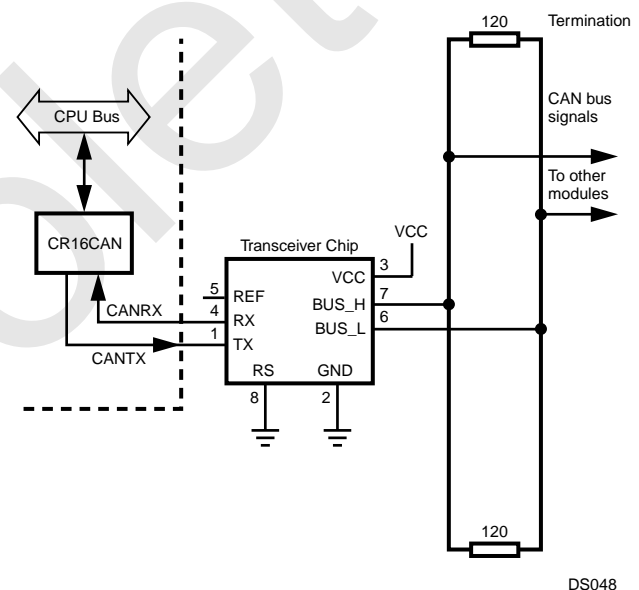 120
Termination
CPU Bus
CAN bus
signals
To other
modules
CR16CAN
Transceiver Chip
VCC
VCC
3
5
REF
BUS_H
7
CANRX
4
RX
BUS_L
6
1
TX
CANTX
RS
GND
8
2
120
DS048
olet